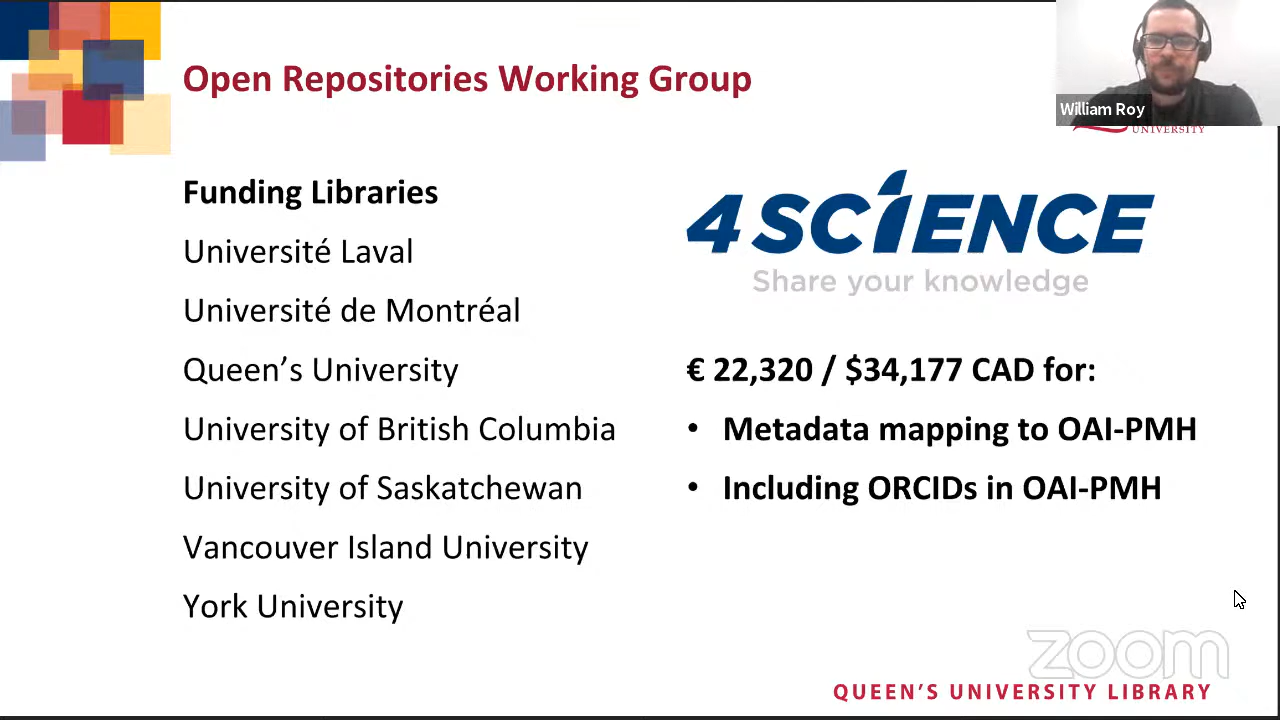 Open Repositories Working Group
William Roy
UNIVERSITY
Funding Libraries
Université Laval
Université de Montréal
Queen’s University
University of British Columbia
University of Saskatchewan
Vancouver Island University
York University
4SCIENCE
Share your knowledge
€ 22,320 / $34,177 CAD for:
• Metadata mapping to OAI-PMH
• Including ORCIDs in OAI-PMH
zoom
QUEEN’S UNIVERSITY LIBRARY